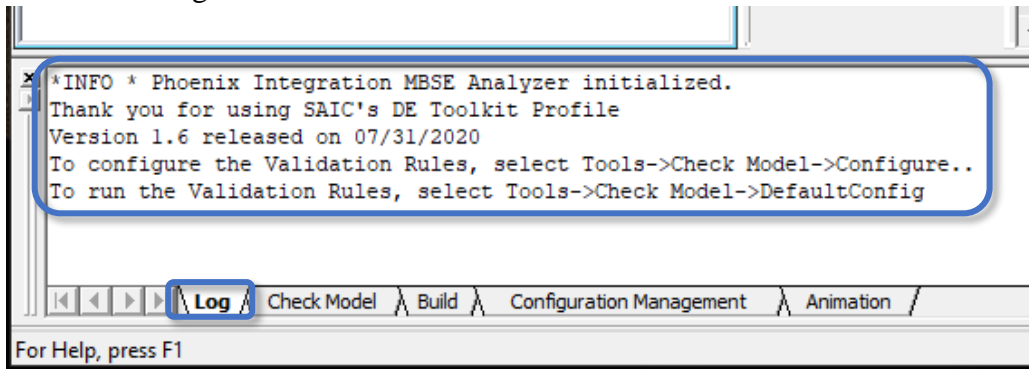 *INFO * Phoenix Integration MBSE Analyzer initialized.
Thank you for using SAIC's DE Toolkit Profile
Version 1.6 released on 07/31/2020
To configure the Validation Rules, select Tools->Check Model->Configure..
To run the Validation Rules, select Tools->Check Model->DefaultConfig
Log Check Model Build Configuration Management Animation
For Help, press F1